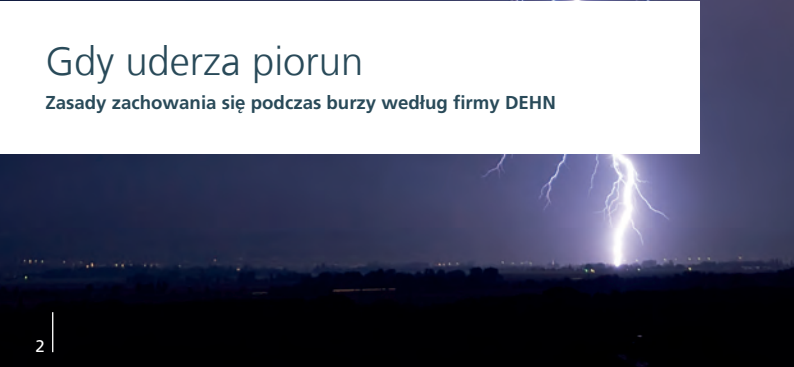 Gdy uderza piorun
Zasady zachowania się podczas burzy według firmy DEHN
2